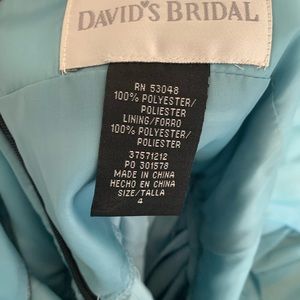 DAVID'S BRIDAL
RN 53048
100% POLYESTER/
POLIESTER
LINING/FORRO
100% POLYESTER/
POLIESTER
37571212
PO 301578
MADE IN CHINA
HECHO EN CHINA
SIZE/TALLA
4